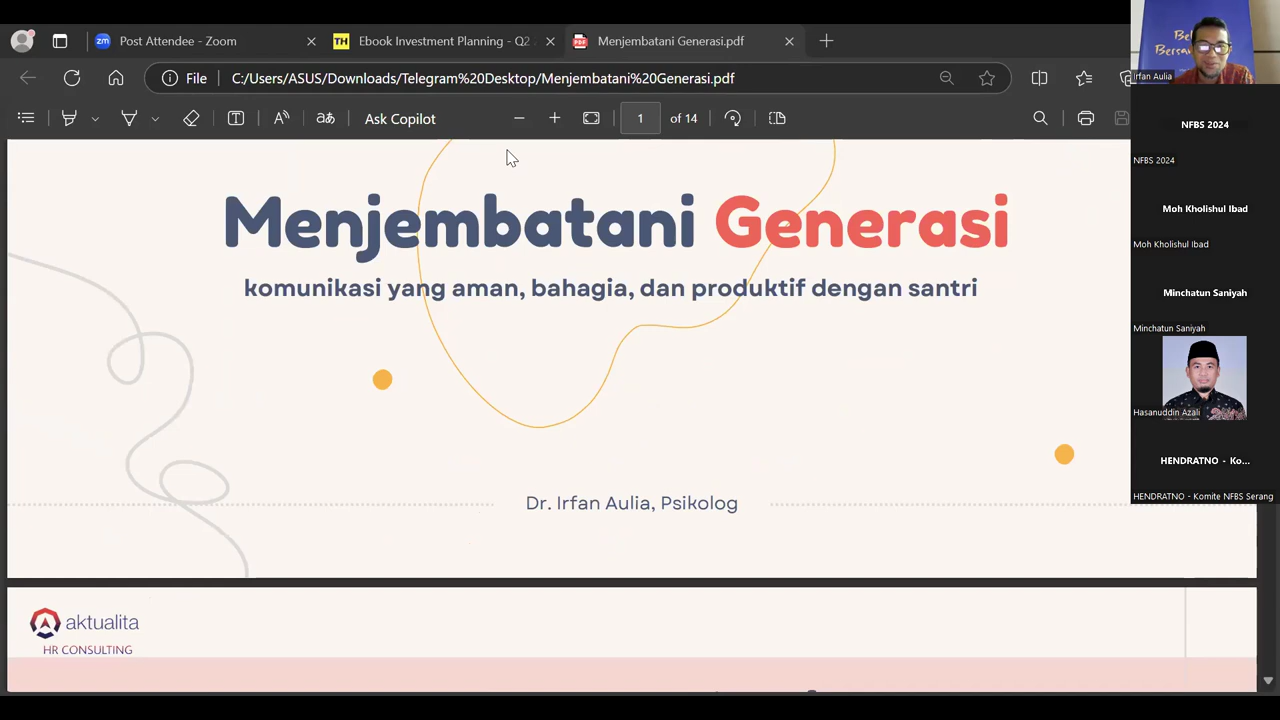 Post Attendee - Zoom
Ebook Investment Planning - Q2
Menjembatani Generasi.pdf
File
C:/Users/ASUS/Downloads/Telegram%20Desktop/Menjembatani%20Generasi.pdf
Ask Copilot
1 of 14
Menjembatani Generasi
komunikasi yang aman, bahagia, dan produktif dengan santri
Dr. Irfan Aulia, Psikolog
aktualita
HR CONSULTING
Irfan Aulia
NFBS 2024
NFBS 2024
Moh Kholishul Ibad
Moh Kholishul Ibad
Minchatun Saniyah
Minchatun Saniyah
Hasanuddin Azali
HENDRATNO - Ko...
HENDRATNO - Komite NFBS Serang